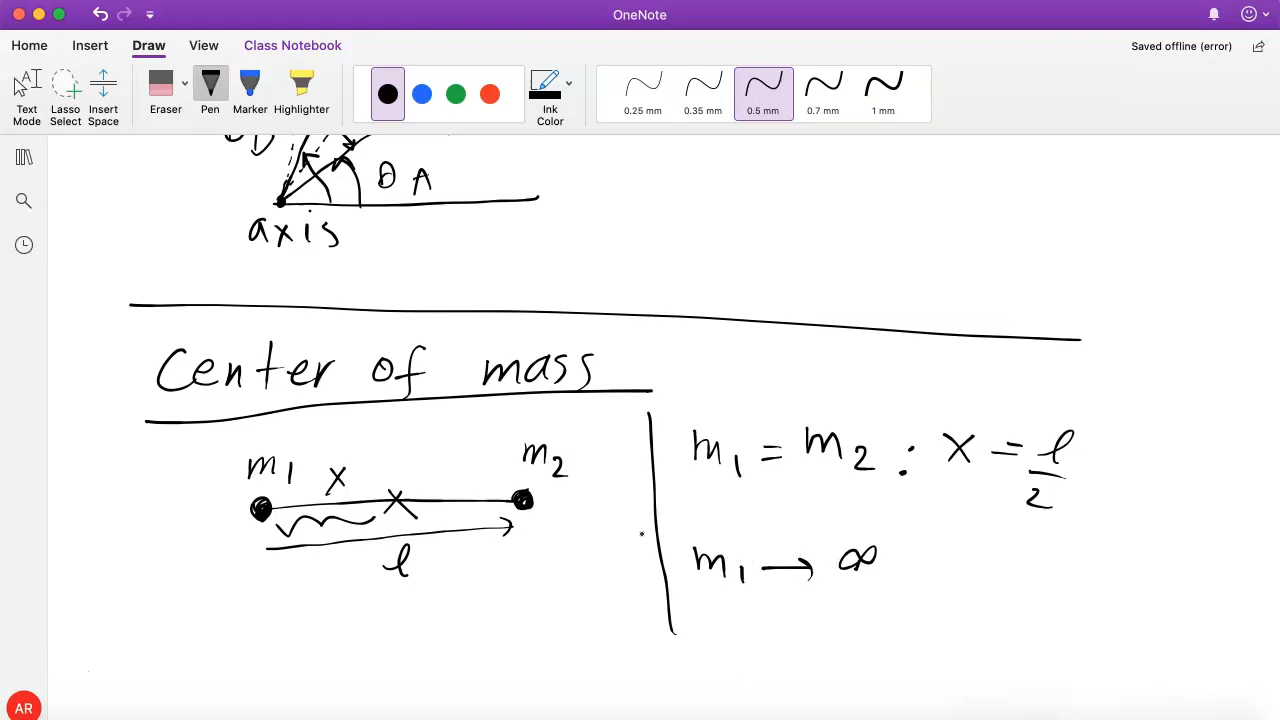 OneNote
Home Insert Draw View Class Notebook
Saved offline (error)
Text Mode
Lasso Select
Insert Space
Eraser
Pen
Marker
Highlighter
Ink Color
0.25 mm
0.35 mm
0.5 mm
0.7 mm
1 mm
θ A
axis
Center of mass
m1 x m2
l
m1 = m2 : x = l/2
m1 → ∞
AR